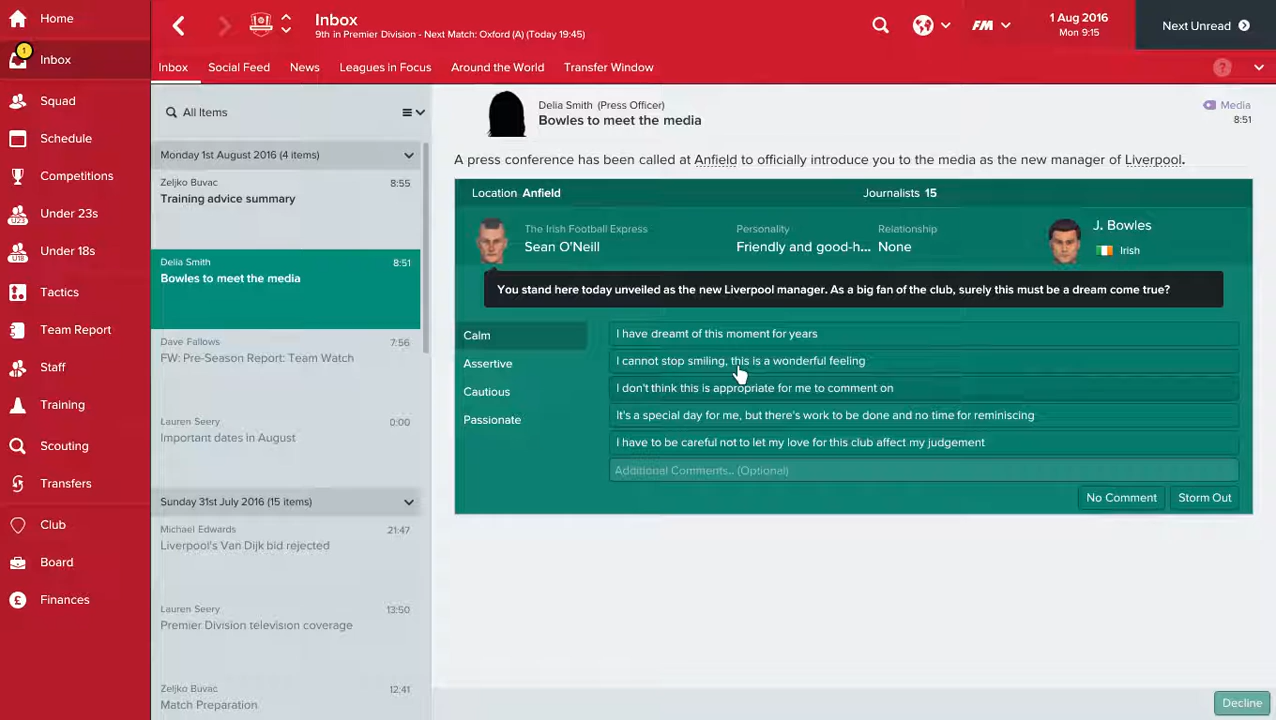 Home
1
Inbox
Squad
Schedule
Competitions
U23
Under 23s
U18
Under 18s
Tactics
Team Report
Staff
Training
Scouting
Transfers
Club
Board
£
Finances
Inbox
9th in Premier Division - Next Match: Oxford (A) (Today 19:45)
FM
1 Aug 2016
Mon 9:15
Next Unread
Inbox
Social Feed
News
Leagues in Focus
Around the World
Transfer Window
?
All Items
Monday 1st August 2016 (4 items)
Zeljko Buvac 8:55
Training advice summary
Delia Smith 8:51
Bowles to meet the media
Dave Fallows 7:56
FW: Pre-Season Report: Team Watch
Lauren Seery 0:00
Important dates in August
Sunday 31st July 2016 (15 items)
Michael Edwards 21:47
Liverpool's Van Dijk bid rejected
Lauren Seery 13:50
Premier Division television coverage
Zeljko Buvac 12:41
Match Preparation
Delia Smith (Press Officer)
Bowles to meet the media
Media
8:51
A press conference has been called at Anfield to officially introduce you to the media as the new manager of Liverpool.
Location Anfield
Journalists 15
The Irish Football Express
Sean O'Neill
Personality
Friendly and good-h...
Relationship
None
J. Bowles
Irish
You stand here today unveiled as the new Liverpool manager. As a big fan of the club, surely this must be a dream come true?
Calm
Assertive
Cautious
Passionate
I have dreamt of this moment for years
I cannot stop smiling, this is a wonderful feeling
I don't think this is appropriate for me to comment on
It's a special day for me, but there's work to be done and no time for reminiscing
I have to be careful not to let my love for this club affect my judgement
Additional Comments... (Optional)
No Comment
Storm Out
Decline